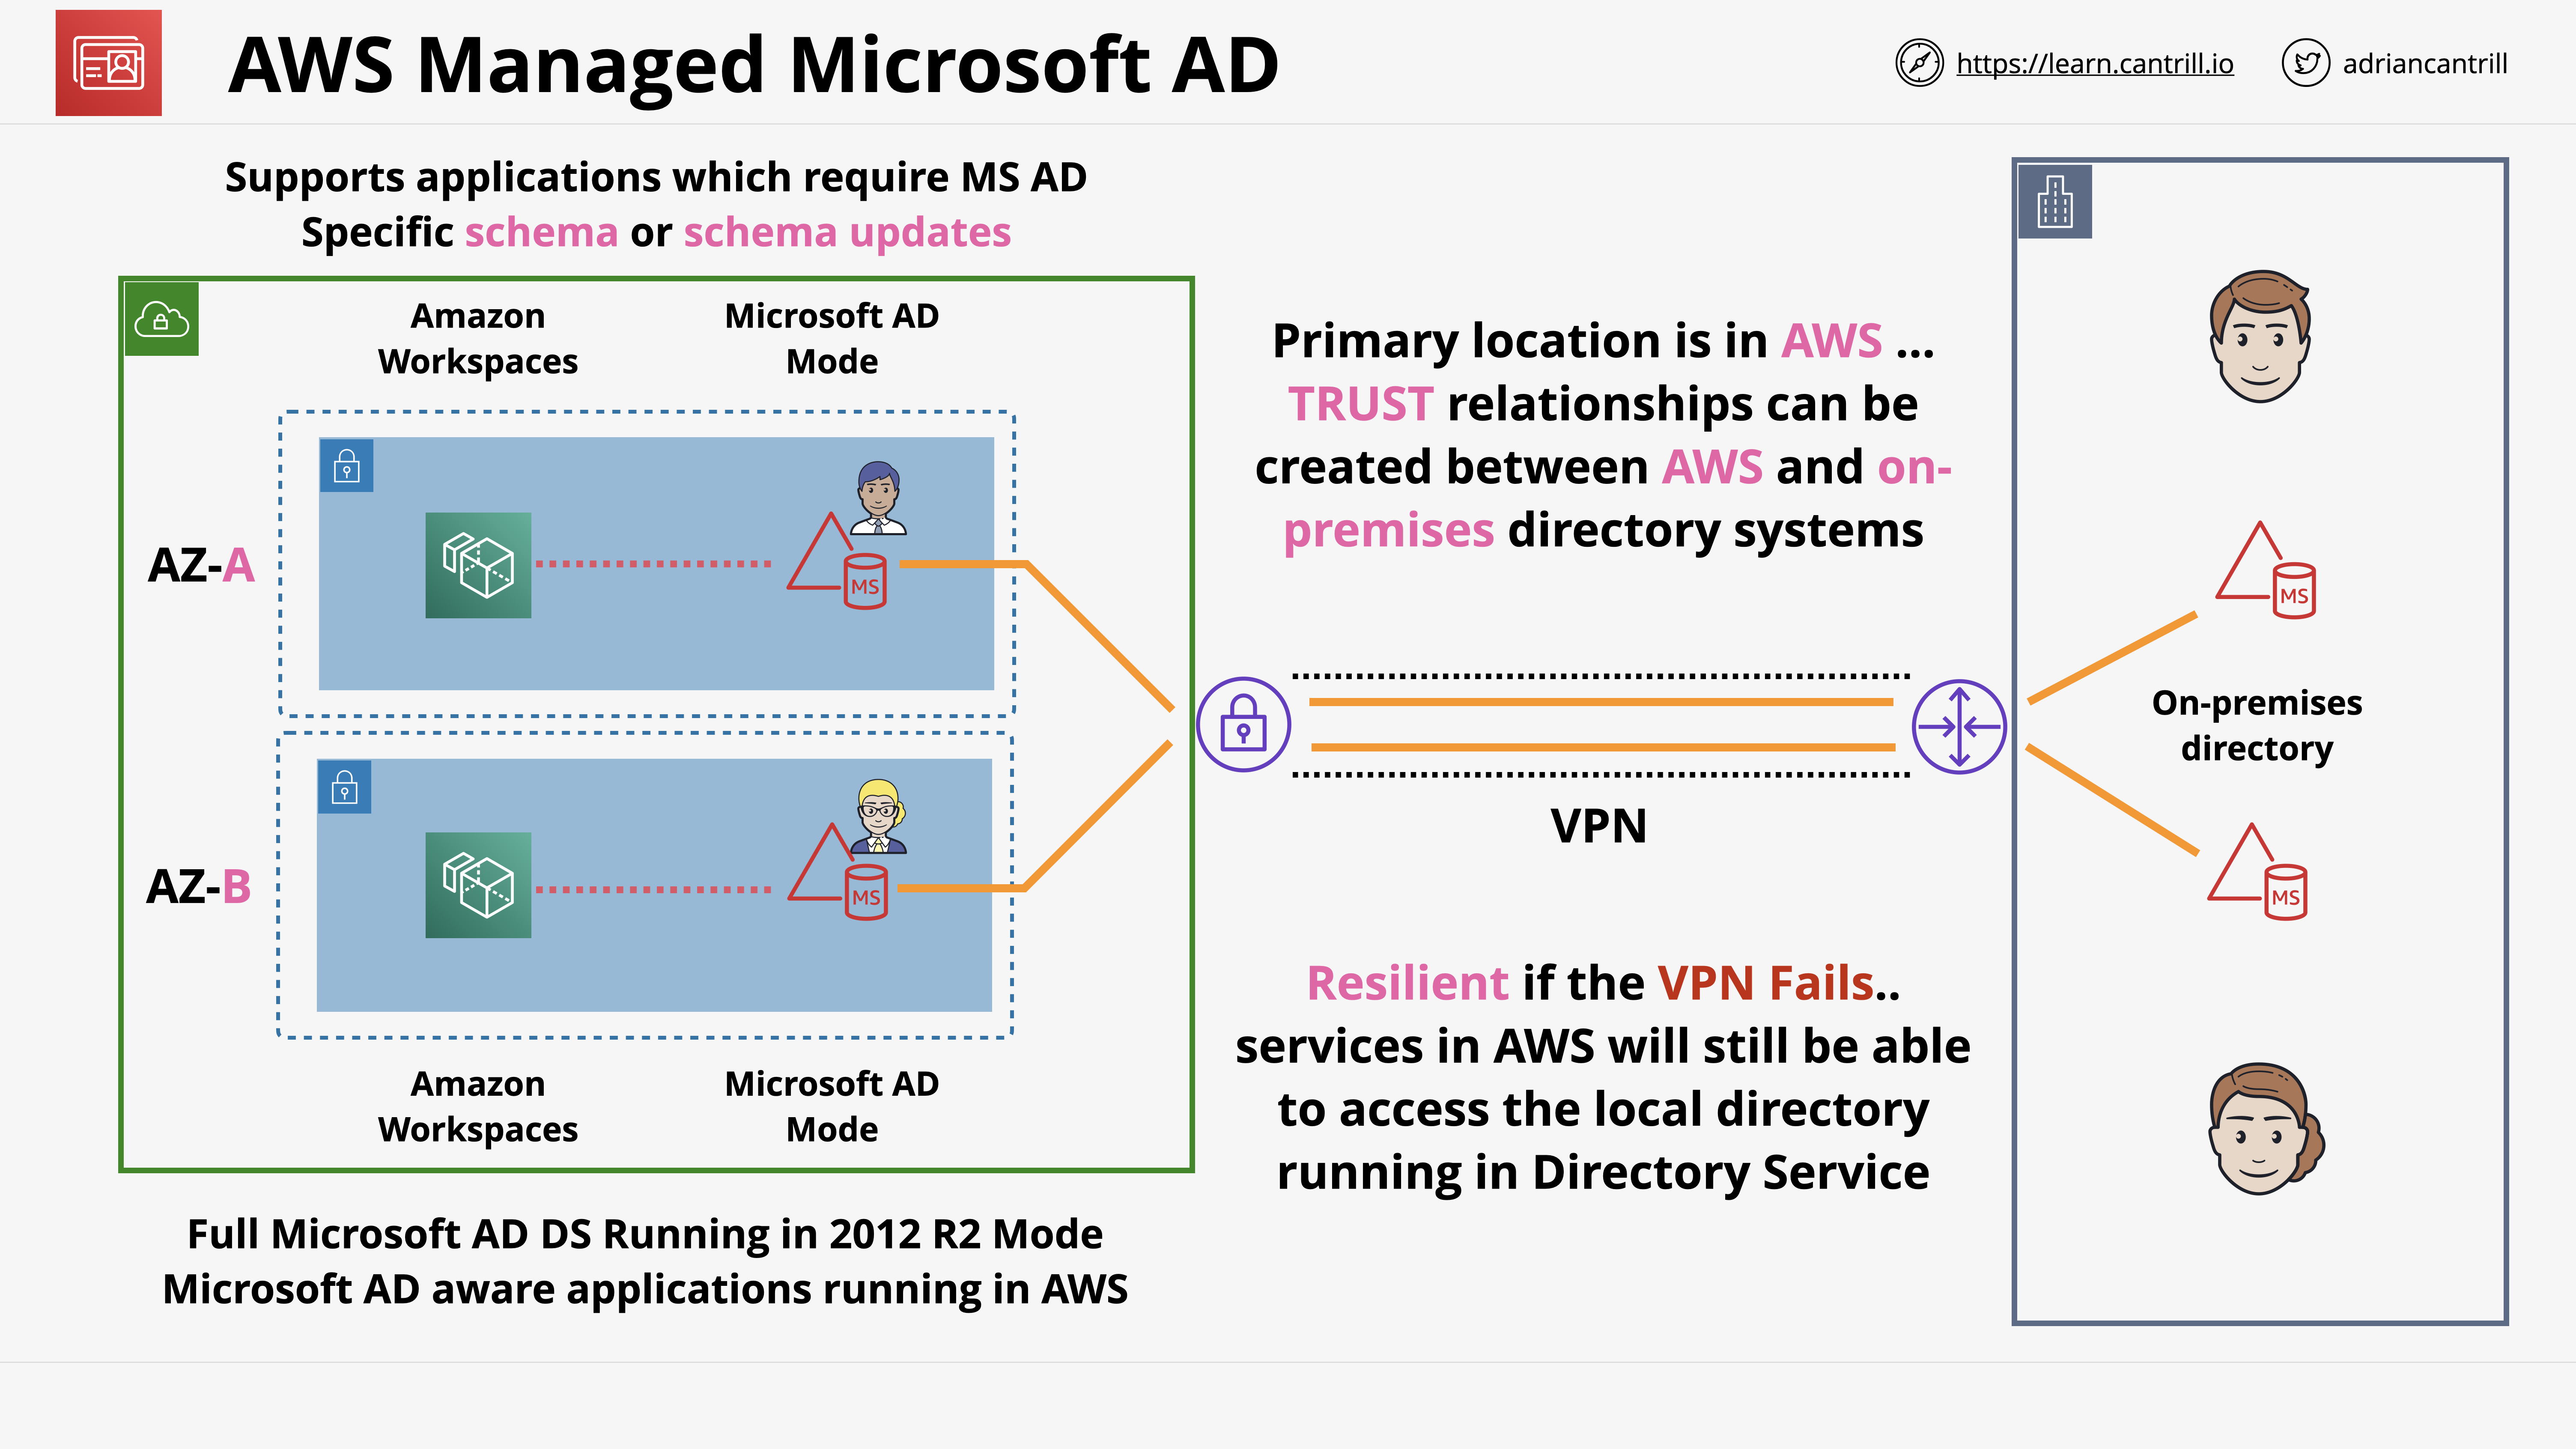 AWS Managed Microsoft AD
https://learn.cantrill.io
adriancantrill
Supports applications which require MS AD
Specific schema or schema updates
Amazon
Workspaces
Microsoft AD
Mode
AZ-A
MS
AZ-B
MS
Amazon
Workspaces
Microsoft AD
Mode
Full Microsoft AD DS Running in 2012 R2 Mode
Microsoft AD aware applications running in AWS
Primary location is in AWS ...
TRUST relationships can be
created between AWS and on-
premises directory systems
VPN
Resilient if the VPN Fails..
services in AWS will still be able
to access the local directory
running in Directory Service
MS
On-premises
directory
MS